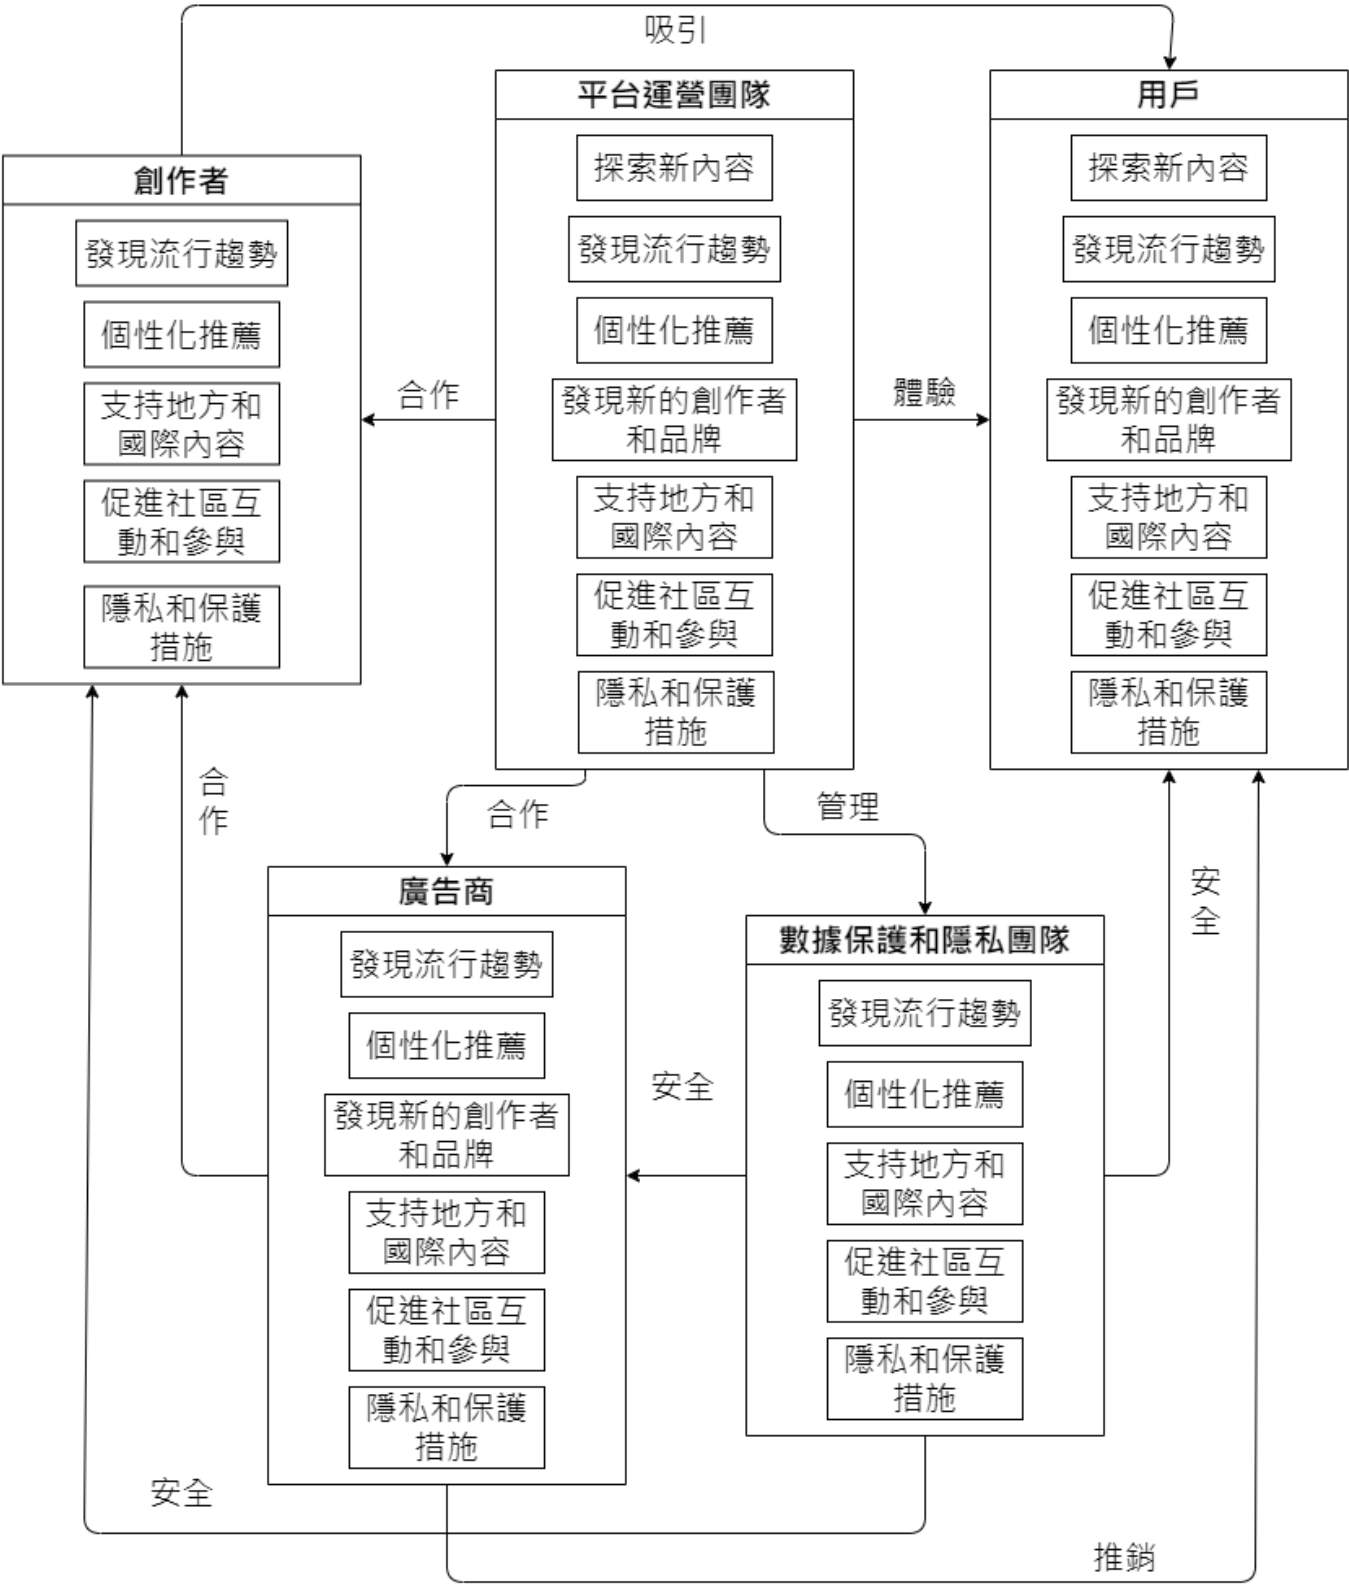 吸引
平台運營團隊
探索新內容
發現流行趨勢
個性化推薦
發現新的創作者
和品牌
支持地方和
國際內容
促進社區互
動和參與
隱私和保護
措施
用戶
探索新內容
發現流行趨勢
個性化推薦
發現新的創作者
和品牌
支持地方和
國際內容
促進社區互
動和參與
隱私和保護
措施
創作者
發現流行趨勢
個性化推薦
支持地方和
國際內容
促進社區互
動和參與
隱私和保護
措施
合作
體驗
合
作
合作
管理
安
全
廣告商
發現流行趨勢
個性化推薦
發現新的創作者
和品牌
支持地方和
國際內容
促進社區互
動和參與
隱私和保護
措施
安全
數據保護和隱私團隊
發現流行趨勢
個性化推薦
支持地方和
國際內容
促進社區互
動和參與
隱私和保護
措施
安全
推銷